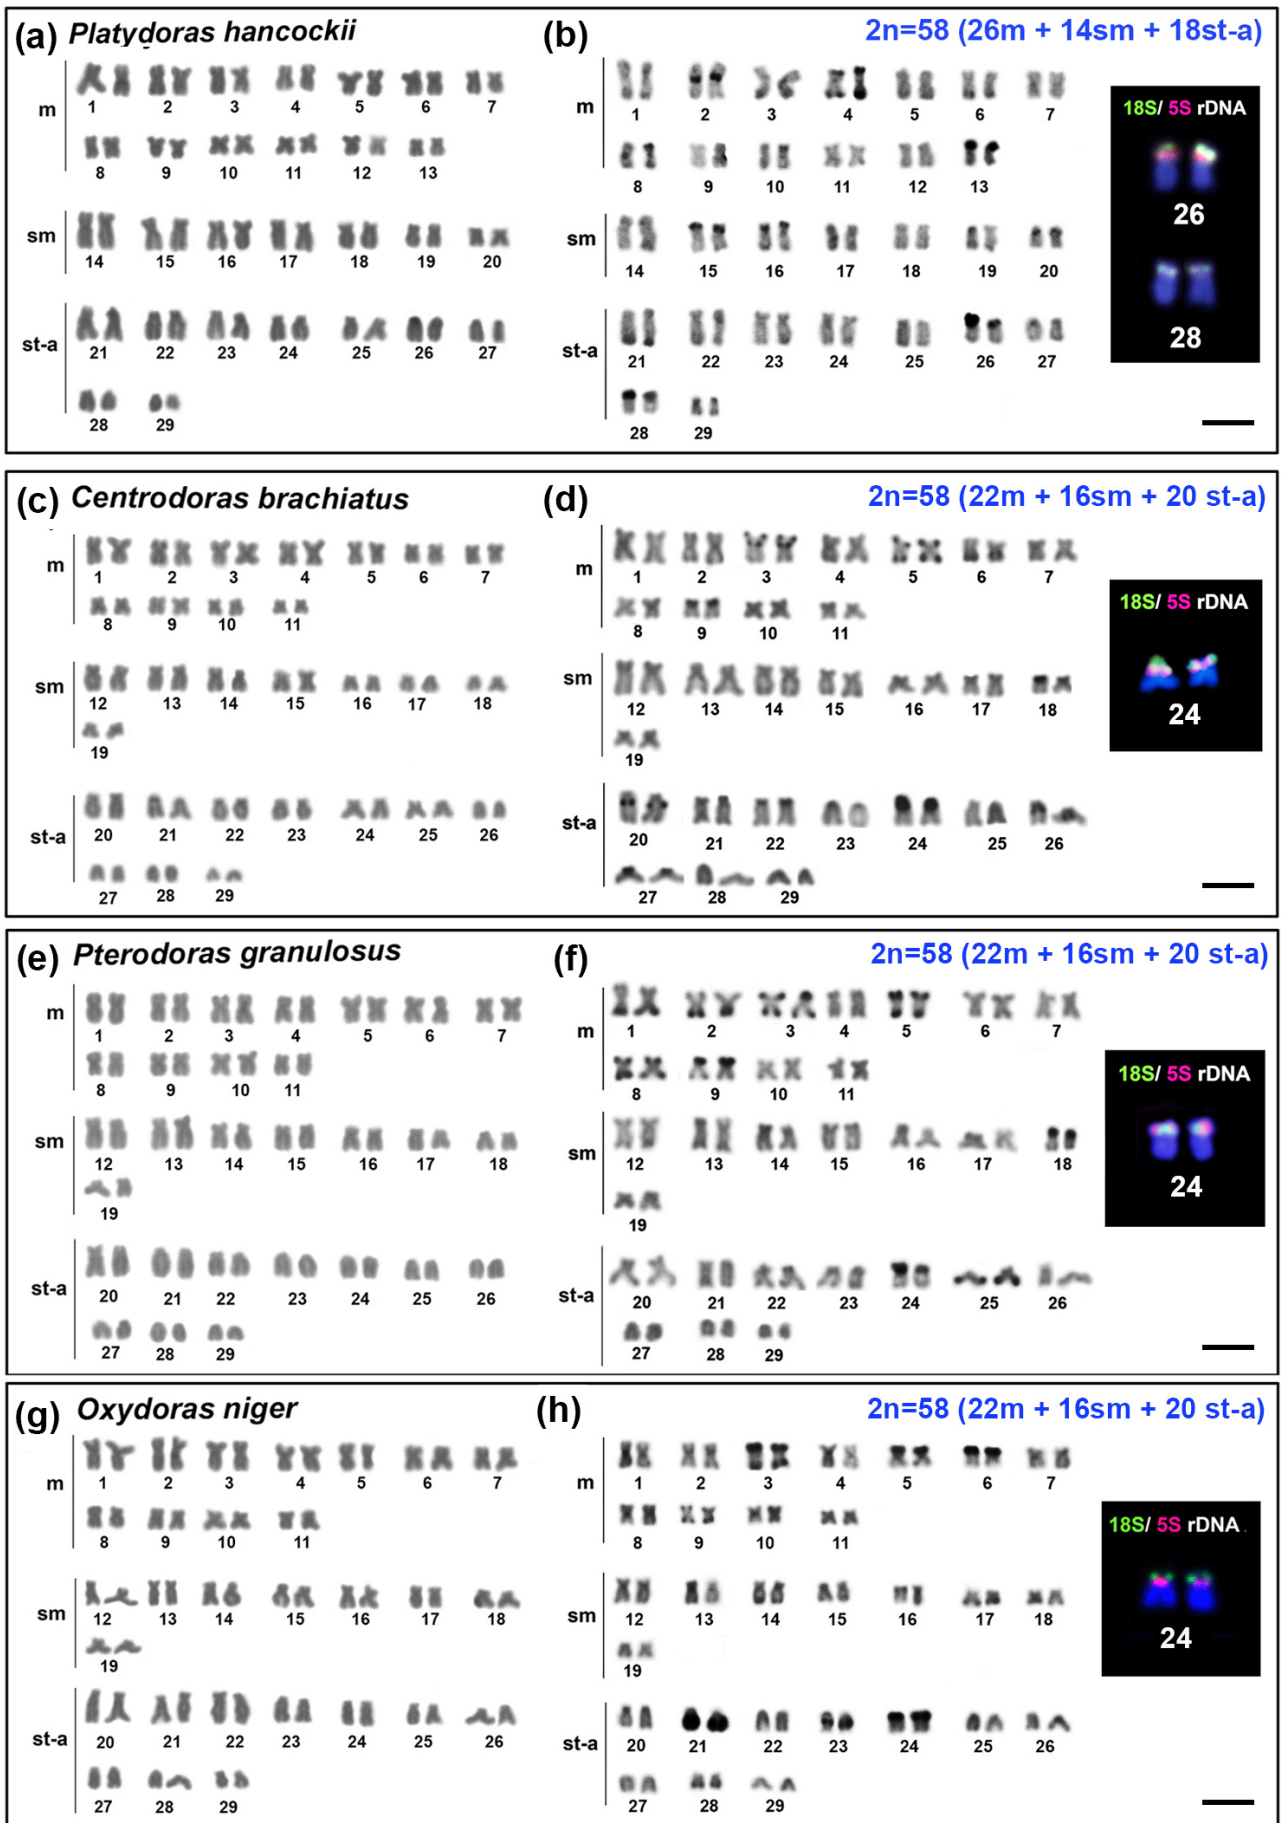 (a) Platydoras hancockii
m
1 2 3 4 5 6 7
8 9 10 11 12 13
sm
14 15 16 17 18 19 20
st-a
21 22 23 24 25 26 27
28 29
(b) 2n=58 (26m + 14sm + 18st-a)
m
1 2 3 4 5 6 7
8 9 10 11 12 13
sm
14 15 16 17 18 19 20
st-a
21 22 23 24 25 26 27
28 29
18S/ 5S rDNA
26
28
(c) Centrodoras brachiatus
m
1 2 3 4 5 6 7
8 9 10 11
sm
12 13 14 15 16 17 18
19
st-a
20 21 22 23 24 25 26
27 28 29
(d) 2n=58 (22m + 16sm + 20 st-a)
m
1 2 3 4 5 6 7
8 9 10 11
sm
12 13 14 15 16 17 18
19
st-a
20 21 22 23 24 25 26
27 28 29
18S/ 5S rDNA
24
(e) Pterodoras granulosus
m
1 2 3 4 5 6 7
8 9 10 11
sm
12 13 14 15 16 17 18
19
st-a
20 21 22 23 24 25 26
27 28 29
(f) 2n=58 (22m + 16sm + 20 st-a)
m
1 2 3 4 5 6 7
8 9 10 11
sm
12 13 14 15 16 17 18
19
st-a
20 21 22 23 24 25 26
27 28 29
18S/ 5S rDNA
24
(g) Oxydoras niger
m
1 2 3 4 5 6 7
8 9 10 11
sm
12 13 14 15 16 17 18
19
st-a
20 21 22 23 24 25 26
27 28 29
(h) 2n=58 (22m + 16sm + 20 st-a)
m
1 2 3 4 5 6 7
8 9 10 11
sm
12 13 14 15 16 17 18
19
st-a
20 21 22 23 24 25 26
27 28 29
18S/ 5S rDNA
24